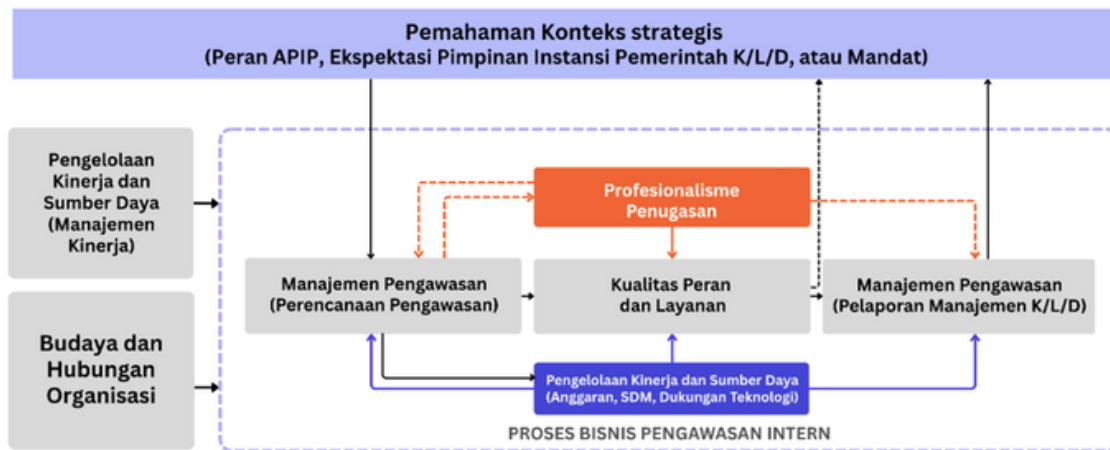 Pemahaman Konteks strategis
(Peran APIP, Ekspektasi Pimpinan Instansi Pemerintah K/L/D, atau Mandat)
Pengelolaan
Kinerja dan
Sumber Daya
(Manajemen
Kinerja)
Budaya dan
Hubungan
Organisasi
Profesionalisme
Penugasan
Manajemen Pengawasan
(Perencanaan Pengawasan)
Kualitas Peran
dan Layanan
Manajemen Pengawasan
(Pelaporan Manajemen K/L/D)
Pengelolaan Kinerja dan Sumber Daya
(Anggaran, SDM, Dukungan Teknologi)
PROSES BISNIS PENGAWASAN INTERN